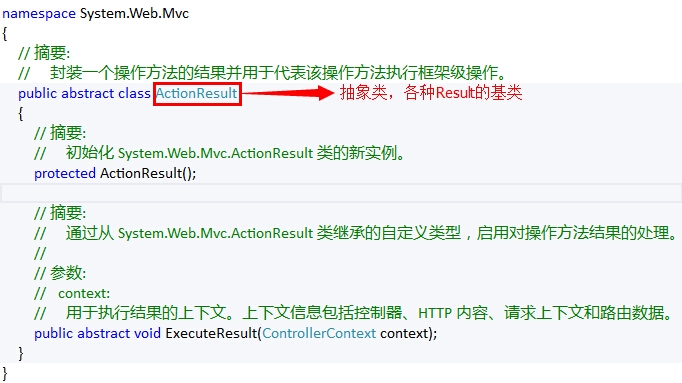 namespace System.Web.Mvc
{
// 摘要:
//     封装一个操作方法的结果并用于代表该操作方法执行框架级操作。
public abstract class ActionResult 抽象类，各种Result的基类
{
// 摘要:
//     初始化 System.Web.Mvc.ActionResult 类的新实例。
protected ActionResult();
// 摘要:
//     通过从 System.Web.Mvc.ActionResult 类继承的自定义类型，启用对操作方法结果的处理。
//
// 参数:
//   context:
//     用于执行结果的上下文。上下文信息包括控制器、HTTP 内容、请求上下文和路由数据。
public abstract void ExecuteResult(ControllerContext context);
}
}